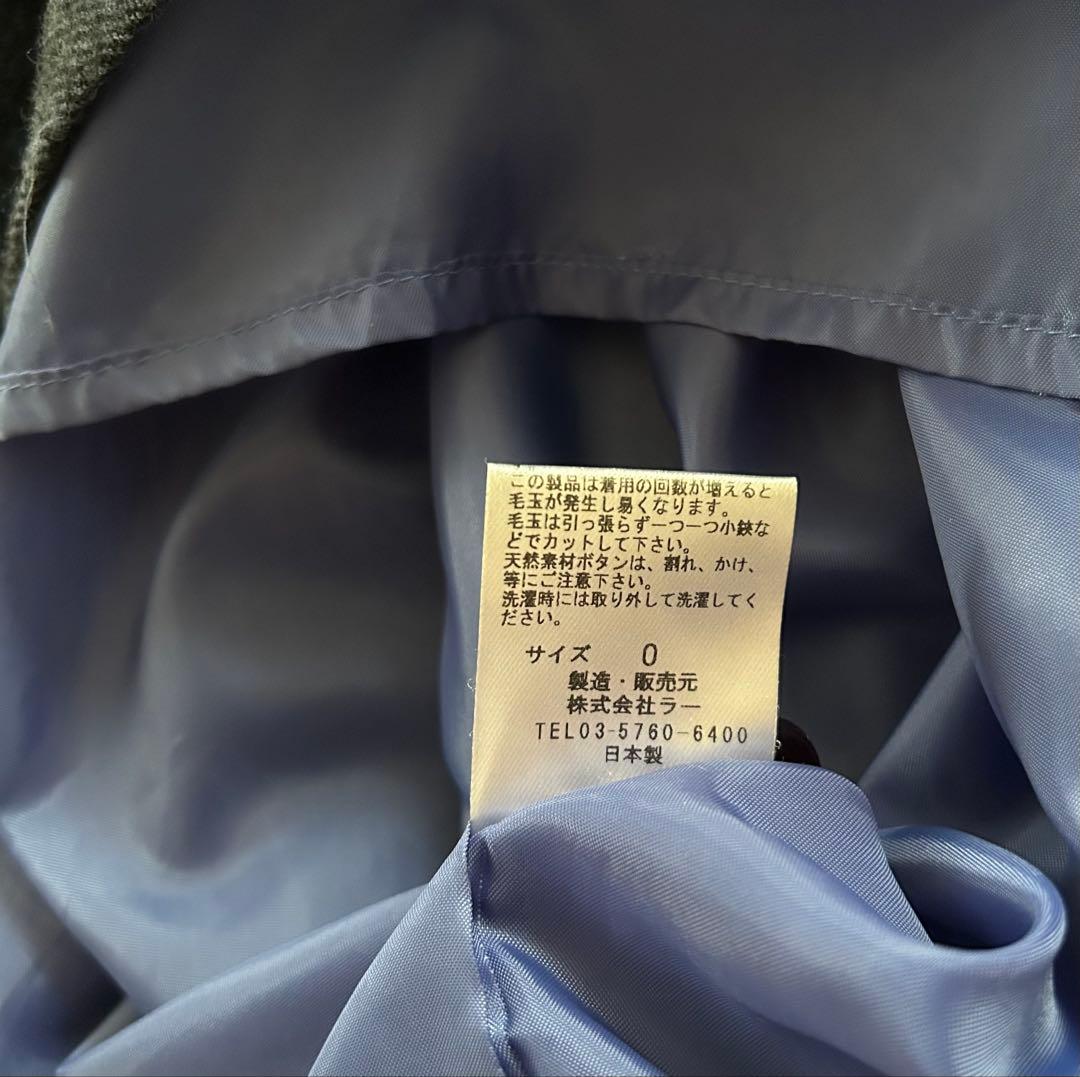 この製品は着用の回数が増えると
毛玉が発生し易くなります。
毛玉は引っ張らず一つ一つ小鋏な
どでカットして下さい。
天然素材ボタンは、割れ、かけ、
等にご注意下さい。
洗濯時には取り外して洗濯してく
ださい。
サイズ 0
製造・販売元
株式会社ラー
TEL03-5760-6400
日本製